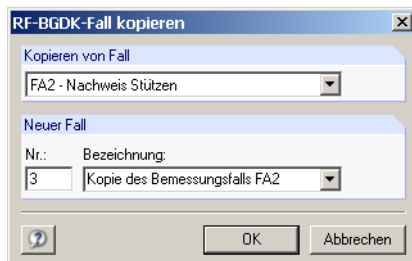 RF-BGDK-Fall kopieren
Kopieren von Fall
FA2 - Nachweis Stützen
Neuer Fall
Nr.: Bezeichnung:
3 Kopie des Bemessungsfalls FA2
OK Abbrechen